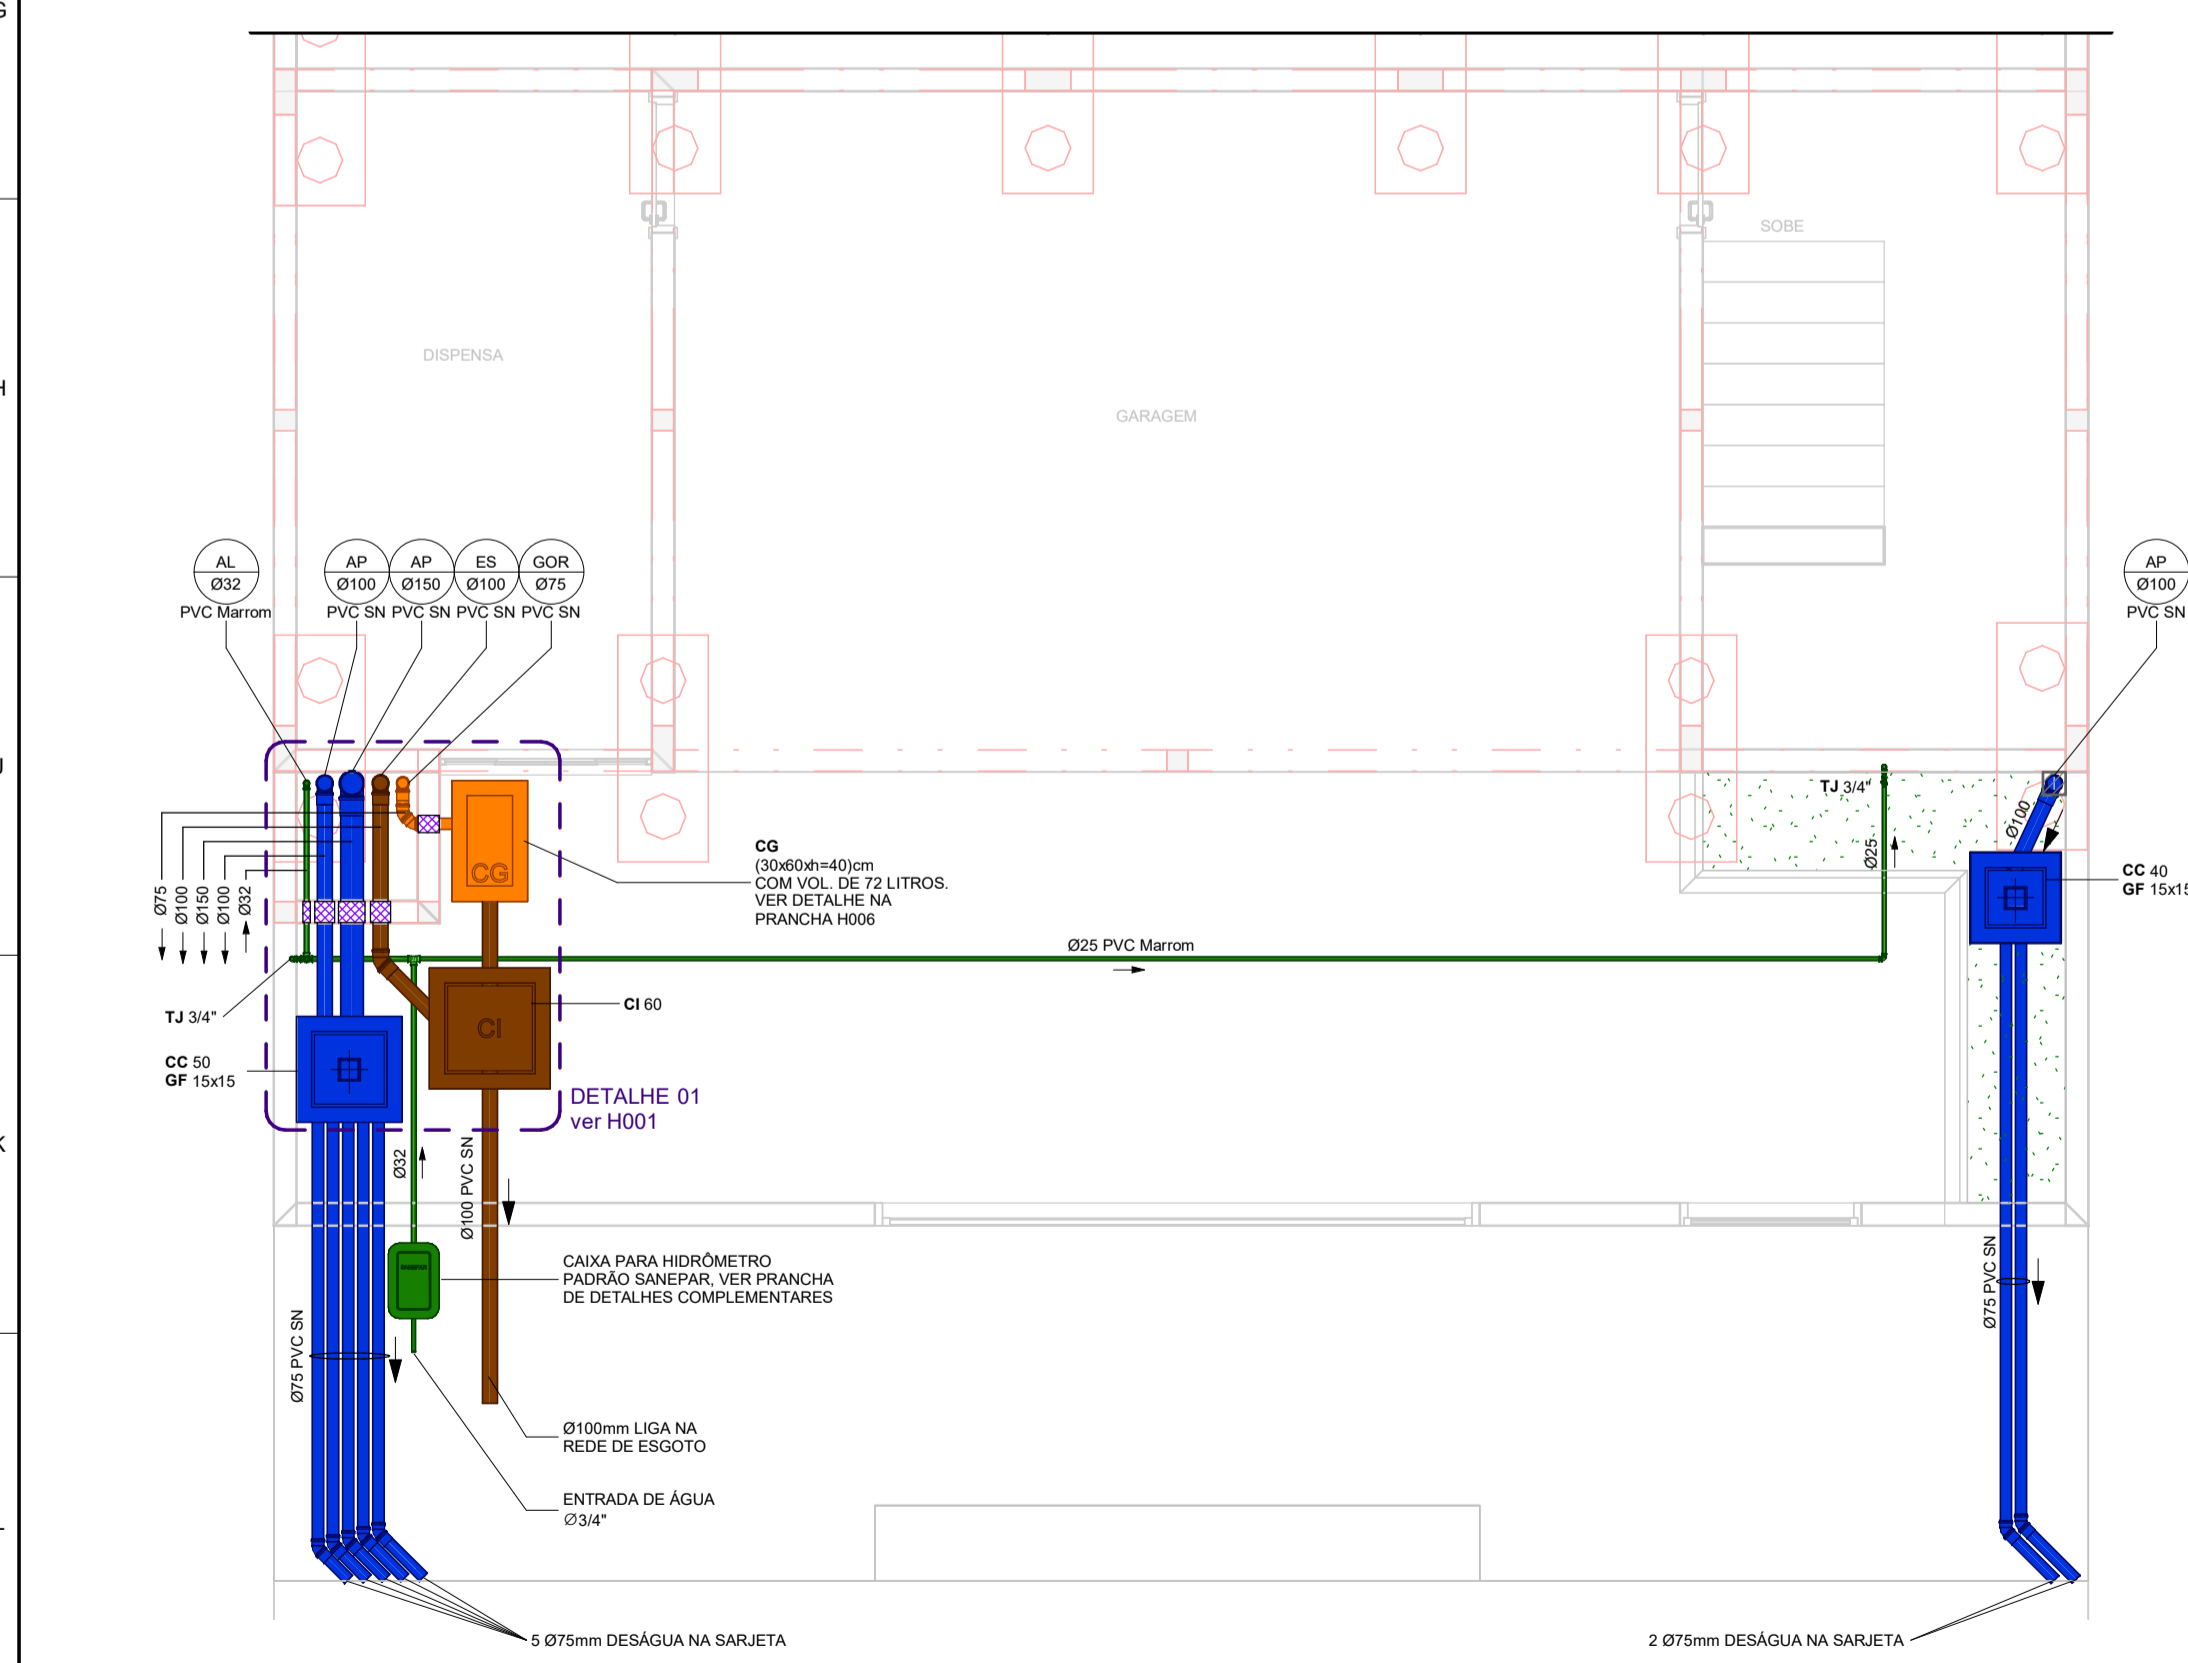 G
H
J
K
L
SOBE
DISPENSA
GARAGEM
AL
Ø32
PVC Marrom
AP
Ø100
PVC SN
AP
Ø150
PVC SN
ES
Ø100
PVC SN
GOR
Ø75
PVC SN
AP
Ø100
PVC SN
Ø75
Ø100
Ø150
Ø100
Ø32
CG
CG
(30x60xh=40)cm
COM VOL. DE 72 LITROS.
VER DETALHE NA
PRANCHA H006
TJ 3/4"
Ø25
Ø100
CC 40
GF 15x15
Ø25 PVC Marrom
TJ 3/4"
CI
CI 60
CC 50
GF 15x15
DETALHE 01
ver H001
Ø32
Ø100 PVC SN
SANEPAR
CAIXA PARA HIDRÔMETRO
PADRÃO SANEPAR, VER PRANCHA
DE DETALHES COMPLEMENTARES
Ø75 PVC SN
Ø75 PVC SN
Ø100mm LIGA NA
REDE DE ESGOTO
ENTRADA DE ÁGUA
Ø3/4"
5 Ø75mm DESÁGUA NA SARJETA
2 Ø75mm DESÁGUA NA SARJETA